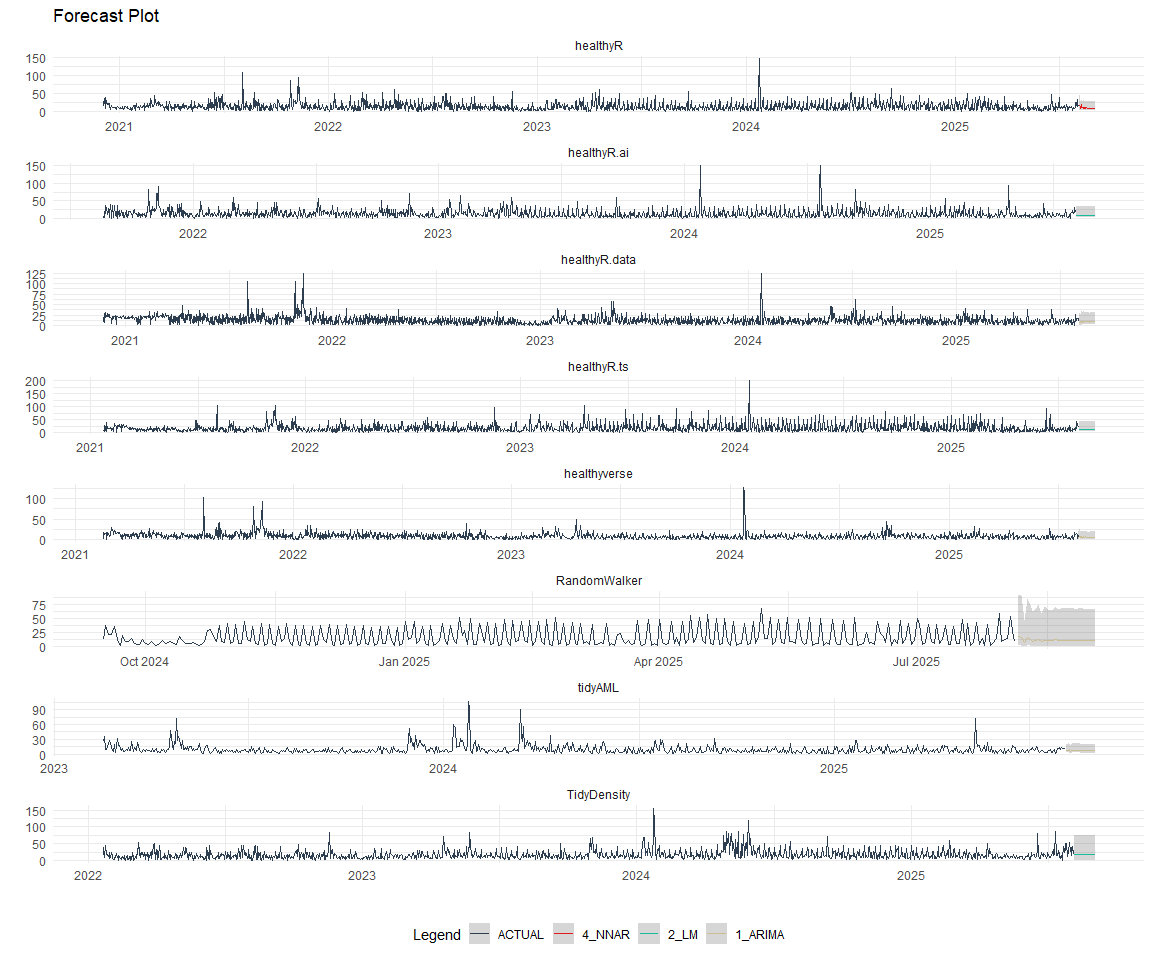 Forecast Plot
healthyR
150
100
50
0
2021 2022 2023 2024 2025
healthyR.ai
150
100
50
0
2022 2023 2024 2025
healthyR.data
125
100
75
50
25
0
2021 2022 2023 2024 2025
healthyR.ts
200
150
100
50
0
2021 2022 2023 2024 2025
healthyverse
100
50
0
2021 2022 2023 2024 2025
RandomWalker
75
50
25
0
Oct 2024 Jan 2025 Apr 2025 Jul 2025
tidyAML
90
60
30
0
2023 2024 2025
TidyDensity
150
100
50
0
2022 2023 2024 2025
Legend ACTUAL 4_NNAR 2_LM 1_ARIMA